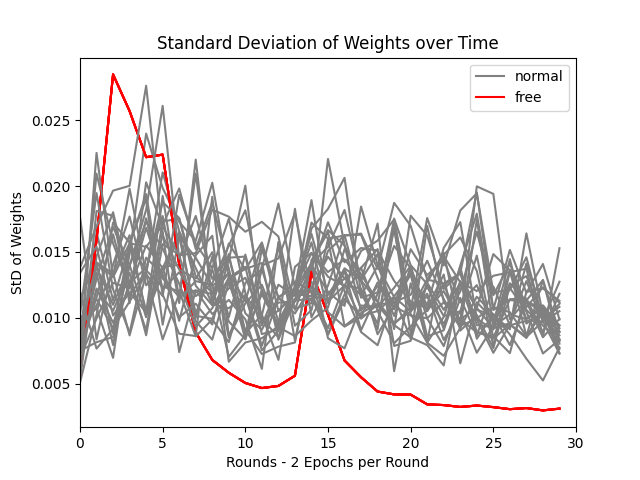 Standard Deviation of Weights over Time
normal
free
0.025
0.020
0.015
0.010
0.005
StD of Weights
0 5 10 15 20 25 30
Rounds - 2 Epochs per Round